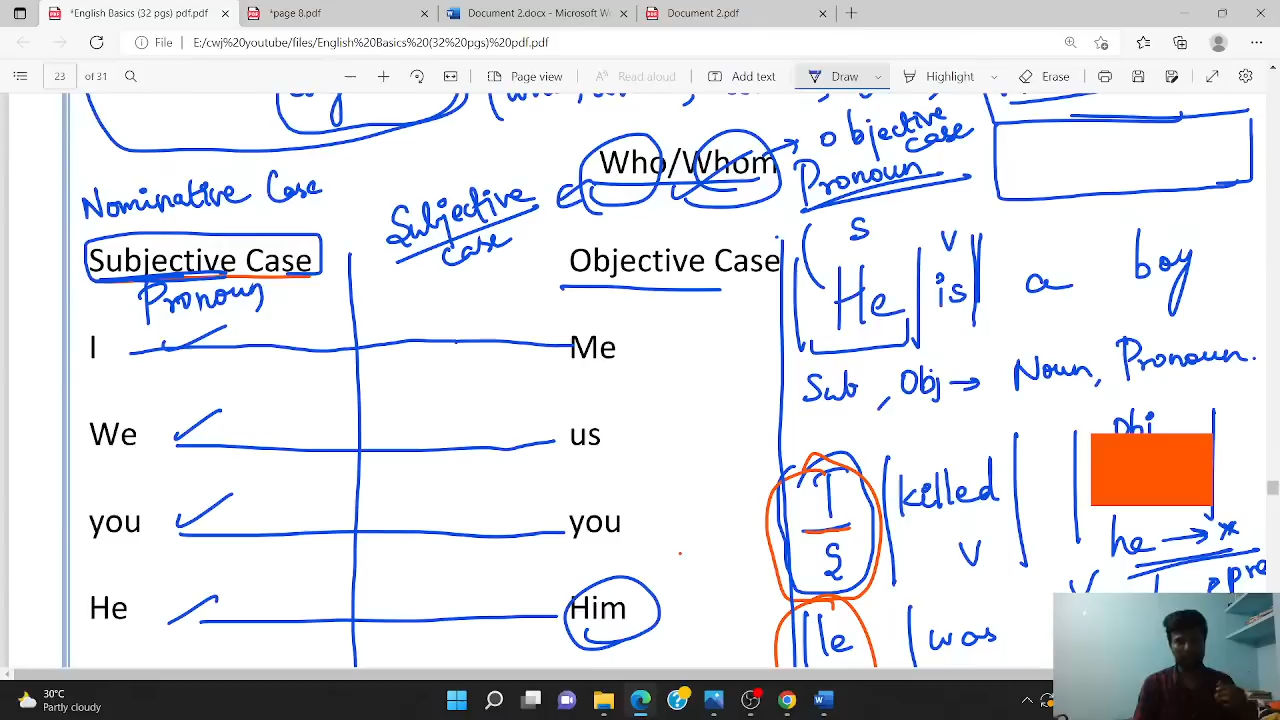 *English Basics (32 pgs) pdf.pdf
*page 8.pdf
Document 2.docx - Microsoft W
Document 2.pdf
File E:/cwj%20youtube/files/English%20Basics%20(32%20pgs)%20pdf.pdf
23 of 31
Page view
Read aloud
Add text
Draw
Highlight
Erase
Who/Whom
objective case
Pronoun
Nominative Case
Subjective case
Subjective Case
Objective Case
Pronoun
S
V
He is a boy
Sub, Obj → Noun, Pronoun.
I
Me
We
us
you
you
He
Him
Obj
I killed
S V
he → *
He was
30°C
Partly cloudy